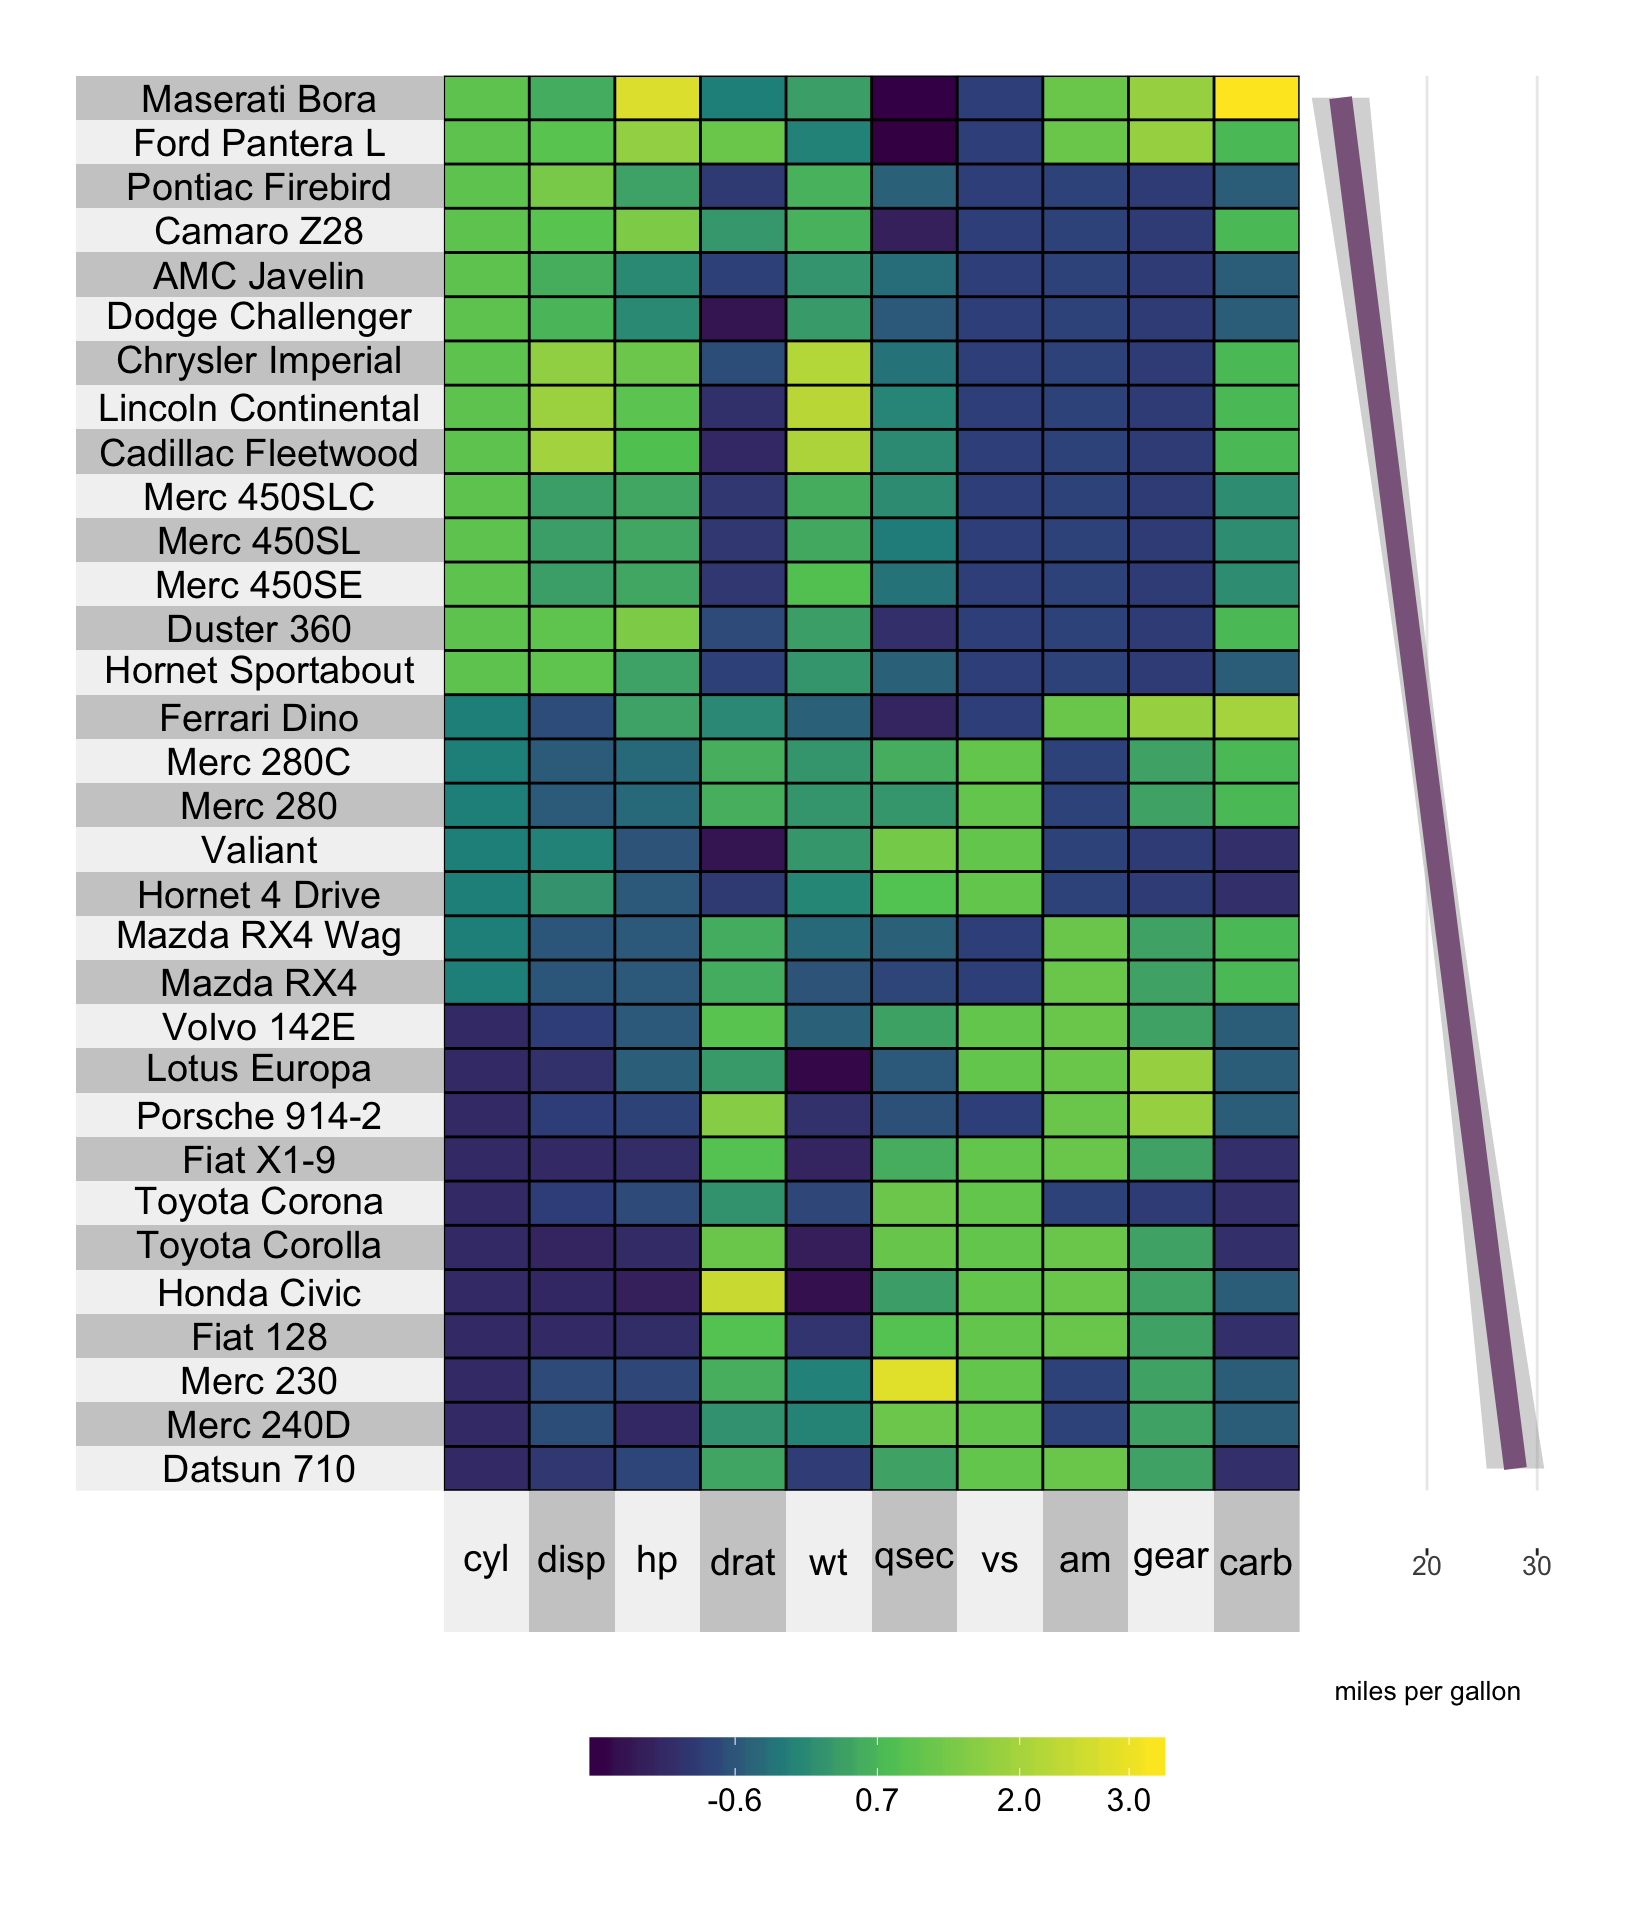 Maserati Bora
Ford Pantera L
Pontiac Firebird
Camaro Z28
AMC Javelin
Dodge Challenger
Chrysler Imperial
Lincoln Continental
Cadillac Fleetwood
Merc 450SLC
Merc 450SL
Merc 450SE
Duster 360
Hornet Sportabout
Ferrari Dino
Merc 280C
Merc 280
Valiant
Hornet 4 Drive
Mazda RX4 Wag
Mazda RX4
Volvo 142E
Lotus Europa
Porsche 914-2
Fiat X1-9
Toyota Corona
Toyota Corolla
Honda Civic
Fiat 128
Merc 230
Merc 240D
Datsun 710
cyl disp hp drat wt qsec vs am gear carb
20 30
miles per gallon
-0.6 0.7 2.0 3.0